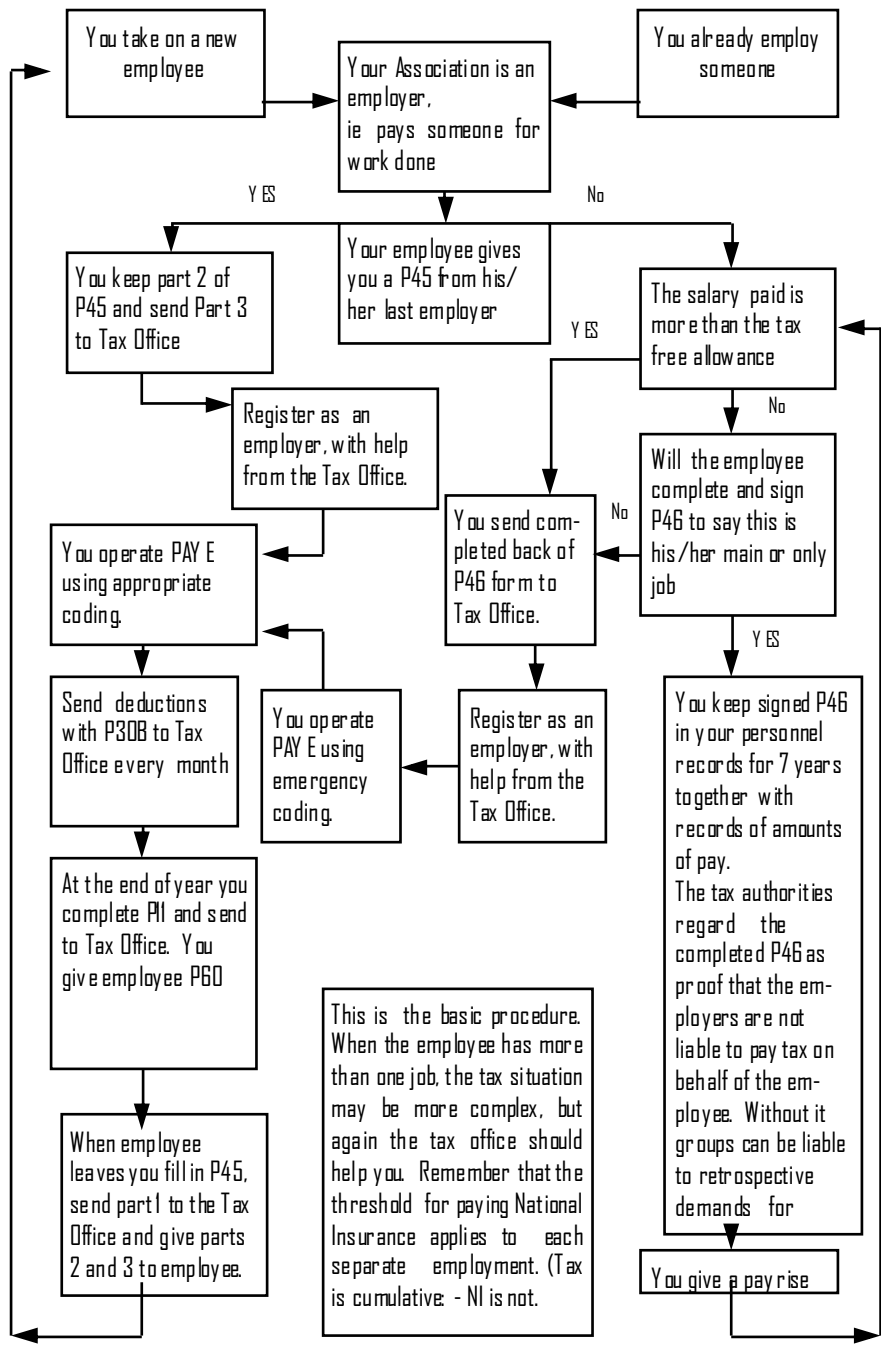 You take on a new
employee
You already employ
someone
Your Association is an
employer,
ie pays someone for
work done
YES
No
Your employee gives
you a P45 from his/
her last employer
You keep part 2 of
P45 and send Part 3
to Tax Office
The salary paid is
more than the tax
free allowance
YES
No
Register as an
employer, with help
from the Tax Office.
Will the employee
complete and sign
P46 to say this is
his/her main or only
job
No
YES
You send com-
pleted back of
P46 form to
Tax Office.
You operate PAYE
using appropriate
coding.
Send deductions
with P30B to Tax
Office every month
You operate
PAYE using
emergency
coding.
Register as an
employer, with
help from the
Tax Office.
You keep signed P46
in your personnel
records for 7 years
together with
records of amounts
of pay.
The tax authorities
regard the
completed P46 as
proof that the em-
ployers are not
liable to pay tax on
behalf of the em-
ployee. Without it
groups can be liable
to retrospective
demands for
At the end of year you
complete P11 and send
to Tax Office. You
give employee P60
This is the basic procedure.
When the employee has more
than one job, the tax situation
may be more complex, but
again the tax office should
help you. Remember that the
threshold for paying National
Insurance applies to each
separate employment. (Tax
is cumulative: - NI is not.
When employee
leaves you fill in P45,
send part 1 to the Tax
Office and give parts
2 and 3 to employee.
You give a pay rise